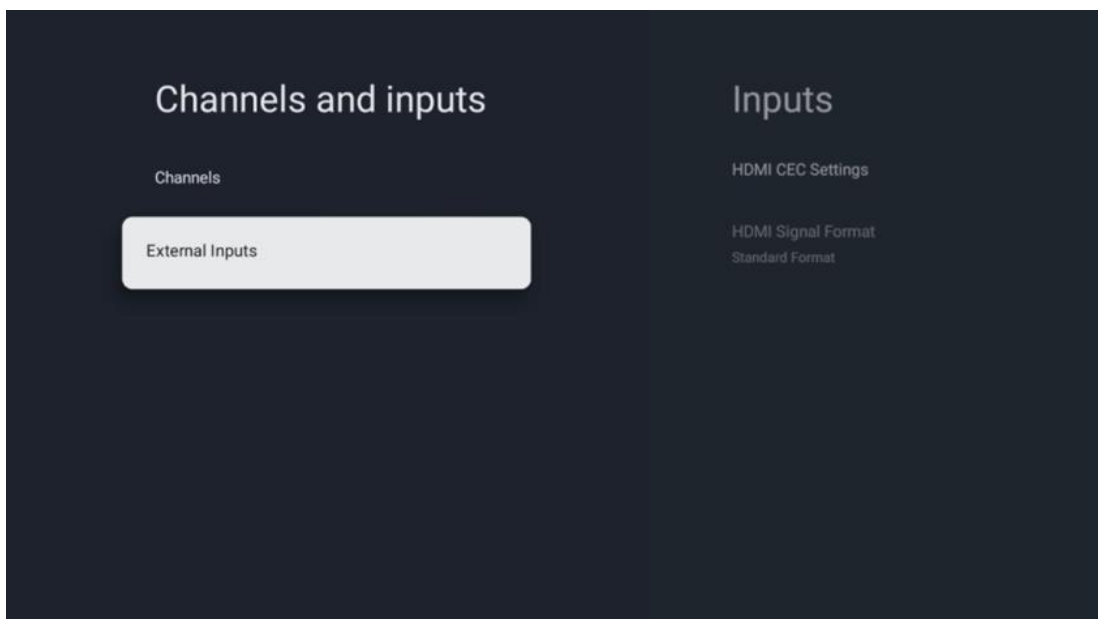 Channels and inputs
Channels
External Inputs
Inputs
HDMI CEC Settings
HDMI Signal Format
Standard Format